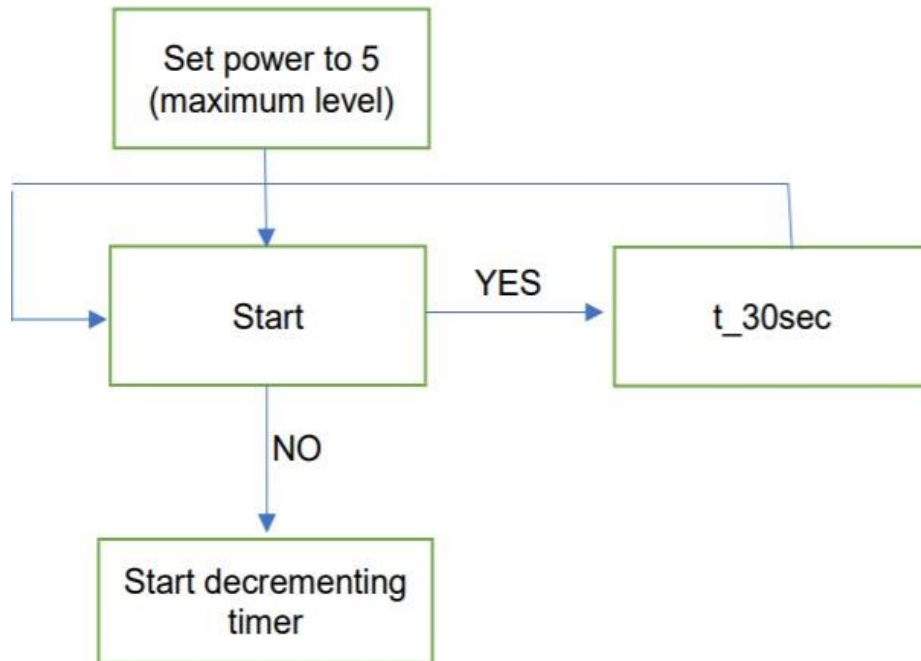 Set power to 5
(maximum level)
Start
YES
t_30sec
NO
Start decrementing
timer